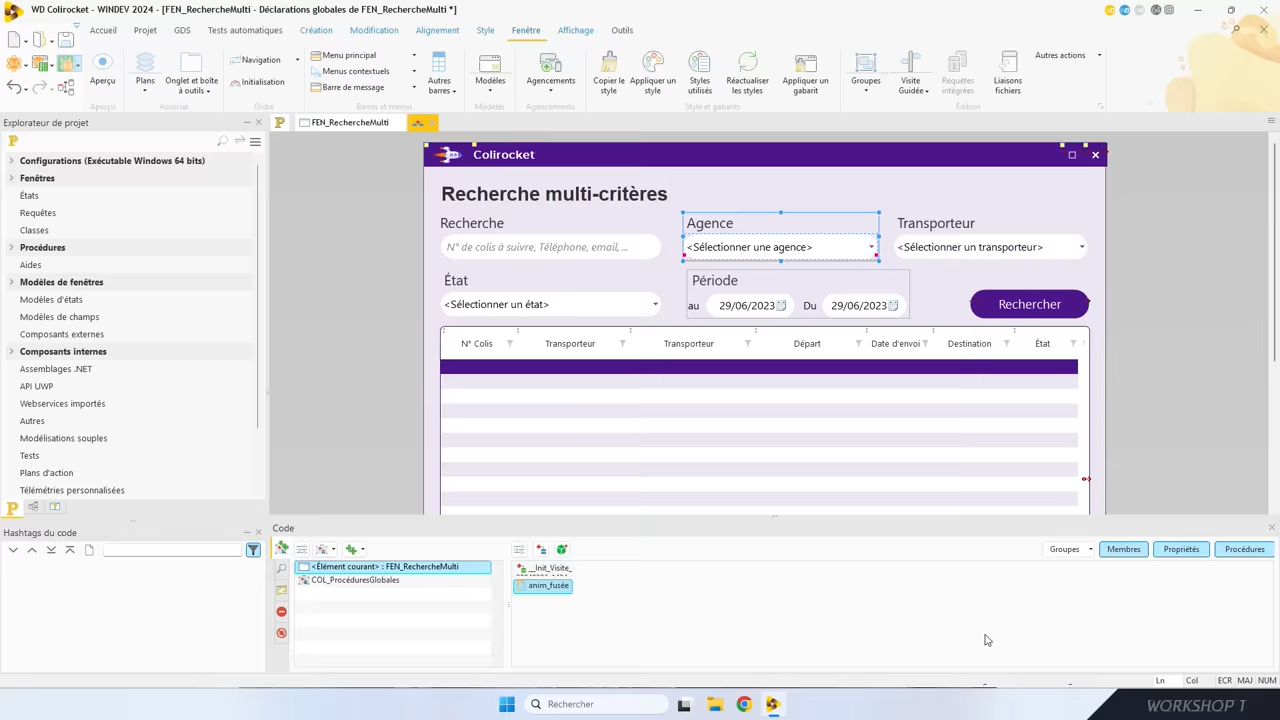 WD Colirocket - WINDEV 2024 - [FEN_RechercheMulti - Déclarations globales de FEN_RechercheMulti *]
Accueil Projet GDS Tests automatiques Création Modification Alignement Style Fenêtre Affichage Outils
Aperçu
Plans
Onglet et boîte à outils
Navigation
Initialisation
Menu principal
Menus contextuels
Barre de message
Autres barres
Modèles
Agencements
Copier le style
Appliquer un style
Styles utilisés
Réactualiser les styles
Appliquer un gabarit
Groupes
Visite Guidée
Requêtes intégrées
Liaisons fichiers
Autres actions
Aperçu Associer Ordre Barres et menus Modèles Agencements Style et gabarits Édition
Explorateur de projet
FEN_RechercheMulti
Configurations (Exécutable Windows 64 bits)
Fenêtres
États
Requêtes
Classes
Procédures
Aides
Modèles de fenêtres
Modèles d'états
Modèles de champs
Composants externes
Composants internes
Assemblages .NET
API UWP
Webservices importés
Autres
Modélisations souples
Tests
Plans d'action
Télémétries personnalisées
Colirocket
Recherche multi-critères
Recherche Agence Transporteur
N° de colis à suivre, Téléphone, email, ... <Sélectionner une agence> <Sélectionner un transporteur>
État Période
<Sélectionner un état> au 29/06/2023 Du 29/06/2023 Rechercher
N° Colis Transporteur Transporteur Départ Date d'envoi Destination État
Hashtags du code
Code
Groupes Membres Propriétés Procédures
<Élément courant> : FEN_RechercheMulti
COL_ProcéduresGlobales
__Init_Visite_
anim_fusée
Ln Col ECR MAJ NUM
Rechercher
WORKSHOP 1